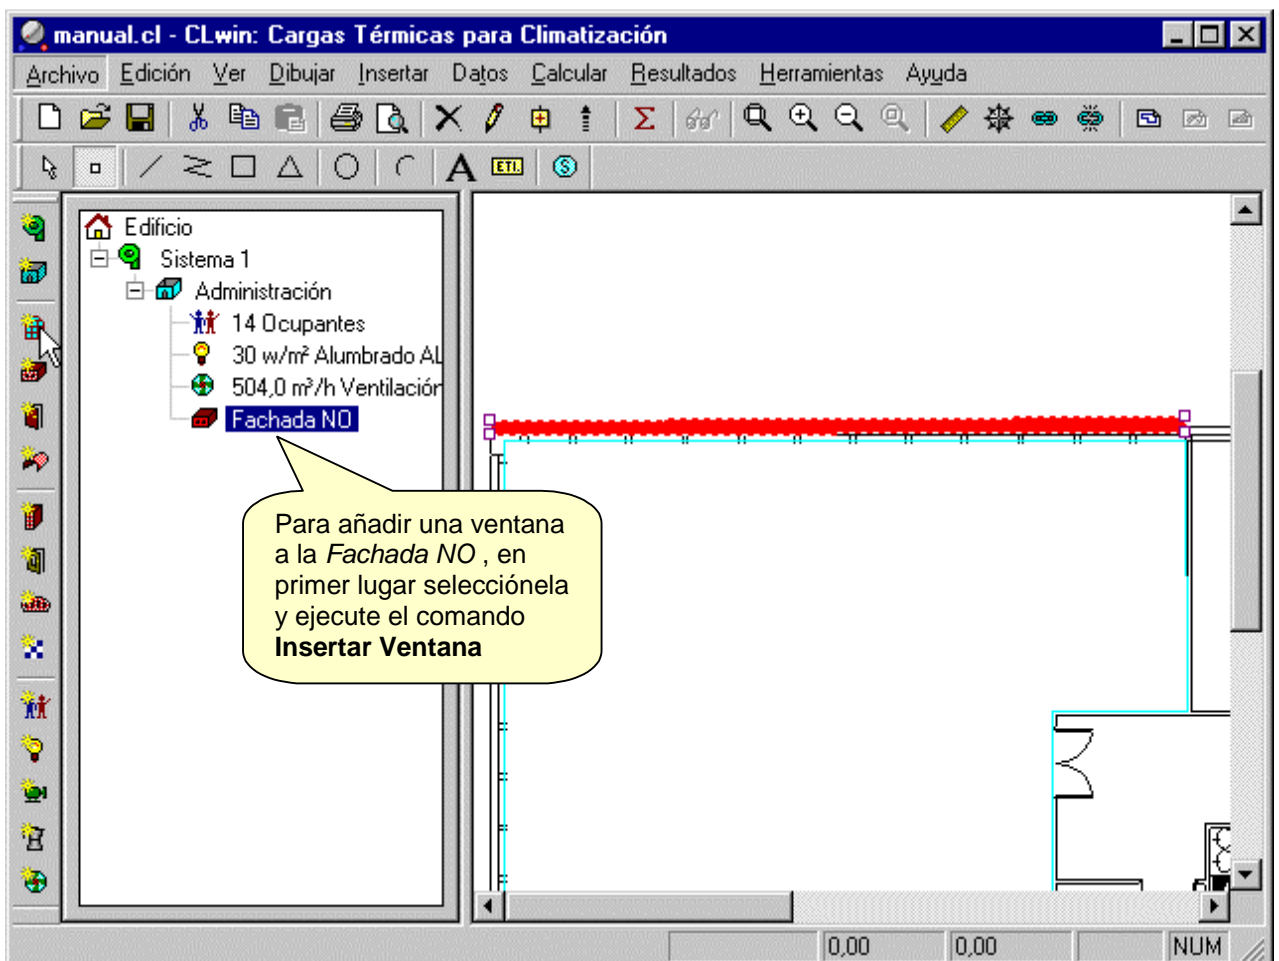 manual.cl - CLwin: Cargas Térmicas para Climatización
Archivo Edición Ver Dibujar Insertar Datos Calcular Resultados Herramientas Ayuda
A ETI. S
Edificio
Sistema 1
Administración
14 Ocupantes
30 w/m² Alumbrado AL
504,0 m³/h Ventilación
Fachada NO
Para añadir una ventana
a la Fachada NO , en
primer lugar selecciónela
y ejecute el comando
Insertar Ventana
0,00 0,00 NUM